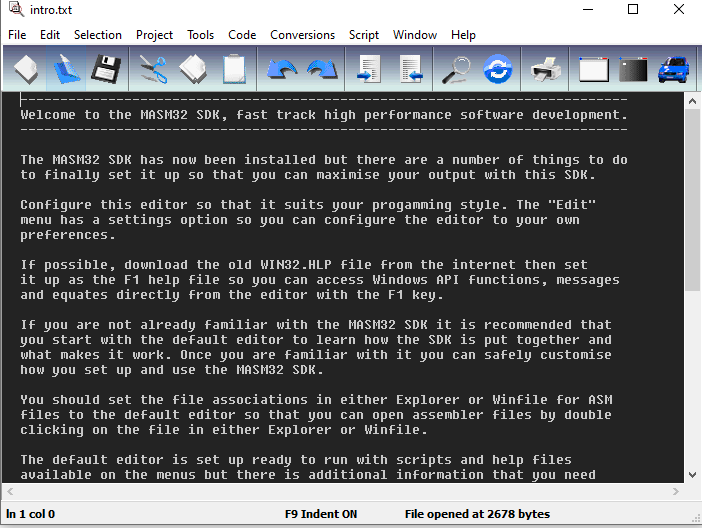 intro.txt
File Edit Selection Project Tools Code Conversions Script Window Help
--------------------------------------------------------------------------------
Welcome to the MASM32 SDK, fast track high performance software development.
--------------------------------------------------------------------------------
The MASM32 SDK has now been installed but there are a number of things to do
to finally set it up so that you can maximise your output with this SDK.
Configure this editor so that it suits your progamming style. The "Edit"
menu has a settings option so you can configure the editor to your own
preferences.
If possible, download the old WIN32.HLP file from the internet then set
it up as the F1 help file so you can access Windows API functions, messages
and equates directly from the editor with the F1 key.
If you are not already familiar with the MASM32 SDK it is recommended that
you start with the default editor to learn how the SDK is put together and
what makes it work. Once you are familiar with it you can safely customise
how you set up and use the MASM32 SDK.
You should set the file associations in either Explorer or Winfile for ASM
files to the default editor so that you can open assembler files by double
clicking on the file in either Explorer or Winfile.
The default editor is set up ready to run with scripts and help files
available on the menus but there is additional information that you need
ln 1 col 0 F9 Indent ON File opened at 2678 bytes